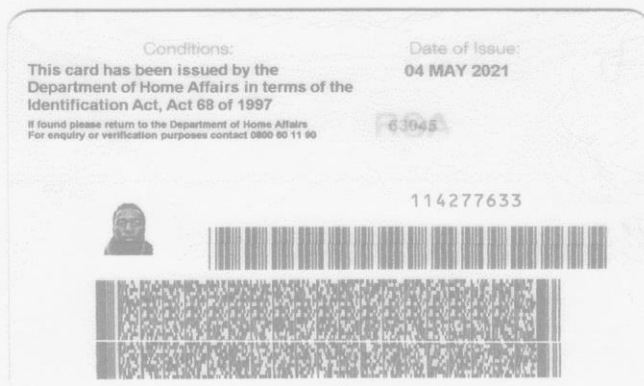 Conditions:
Date of Issue:
This card has been issued by the
Department of Home Affairs in terms of the
Identification Act, Act 68 of 1997
04 MAY 2021
If found please return to the Department of Home Affairs
For enquiry or verification purposes contact 0800 60 11 90
RSA
63045
114277633